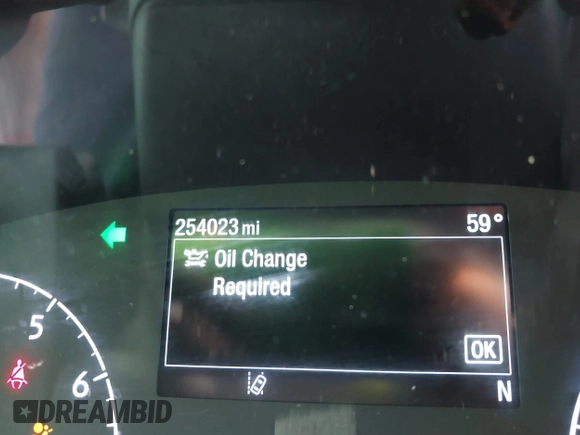 254023 mi 59°
Oil Change
Required
OK
N
5
6
DREAMBID